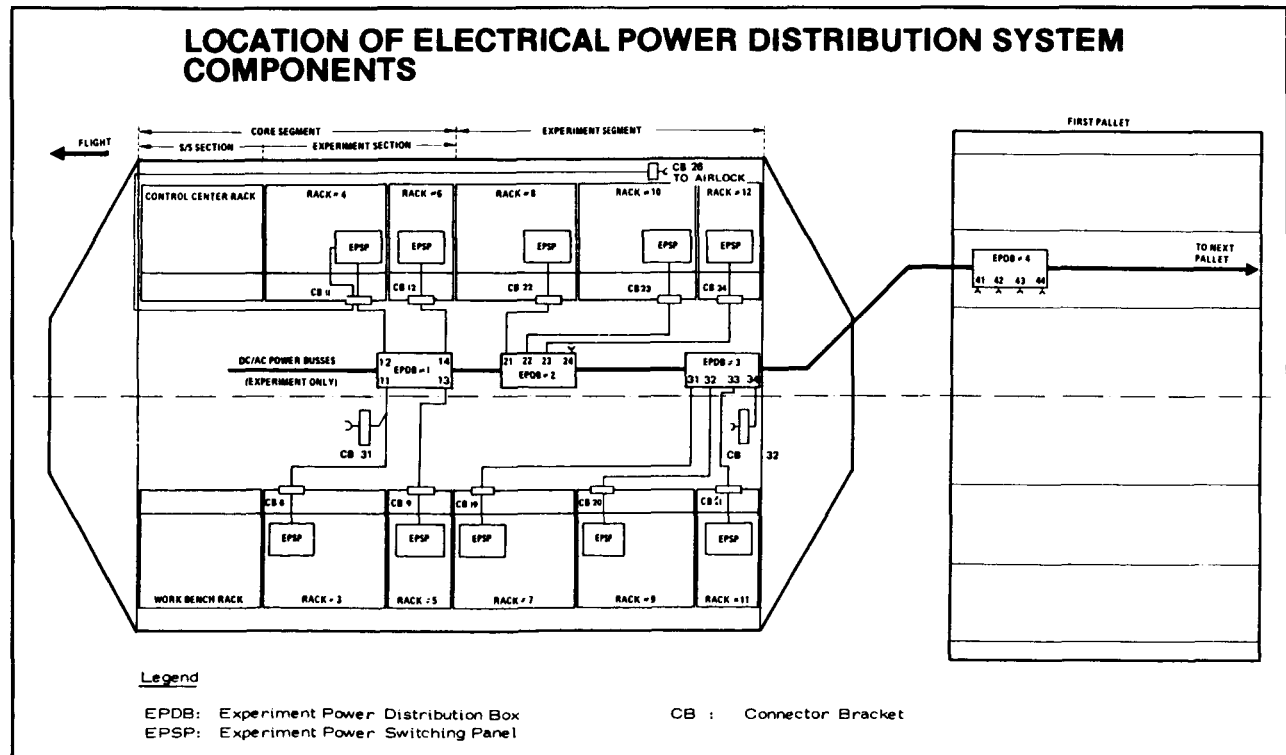 LOCATION OF ELECTRICAL POWER DISTRIBUTION SYSTEM
COMPONENTS
FLIGHT
CORE SEGMENT
EXPERIMENT SEGMENT
S/S SECTION
EXPERIMENT SECTION
FIRST PALLET
CB 26
TO AIRLOCK
CONTROL CENTER RACK
RACK # 4
RACK # 6
RACK # 8
RACK # 10
RACK # 12
EPSP
EPSP
EPSP
EPSP
EPSP
CB 11
CB 12
CB 22
CB 23
CB 24
TO NEXT
PALLET
EPDB # 4
41 42 43 44
DC/AC POWER BUSSES
(EXPERIMENT ONLY)
12 14
EPDB # 1
11 13
21 22 23 24
EPDB # 2
EPDB # 3
31 32 33 34
CB 31
CB 32
CB 8
CB 9
CB 19
CB 20
CB 21
EPSP
EPSP
EPSP
EPSP
EPSP
WORK BENCH RACK
RACK # 3
RACK # 5
RACK # 7
RACK # 9
RACK # 11
Legend
EPDB: Experiment Power Distribution Box
EPSP: Experiment Power Switching Panel
CB : Connector Bracket